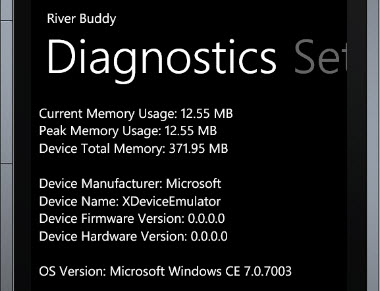 River Buddy
Diagnostics Set
Current Memory Usage: 12.55 MB
Peak Memory Usage: 12.55 MB
Device Total Memory: 371.95 MB
Device Manufacturer: Microsoft
Device Name: XDeviceEmulator
Device Firmware Version: 0.0.0.0
Device Hardware Version: 0.0.0.0
OS Version: Microsoft Windows CE 7.0.7003